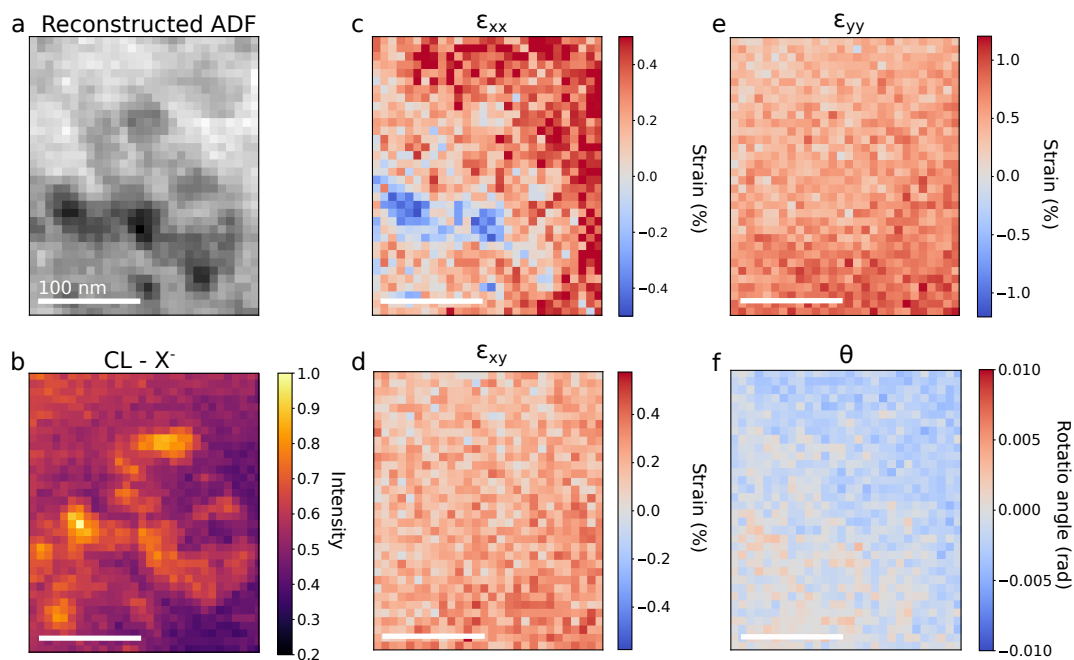 a Reconstructed ADF
100 nm
b CL - X⁻
1.0
0.9
0.8
0.7
0.6
0.5
0.4
0.3
0.2
Intensity
c εxx
0.4
0.2
0.0
−0.2
−0.4
Strain (%)
d εxy
0.4
0.2
0.0
−0.2
−0.4
Strain (%)
e εyy
1.0
0.5
0.0
−0.5
−1.0
Strain (%)
f θ
0.010
0.005
0.000
−0.005
−0.010
Rotatio angle (rad)